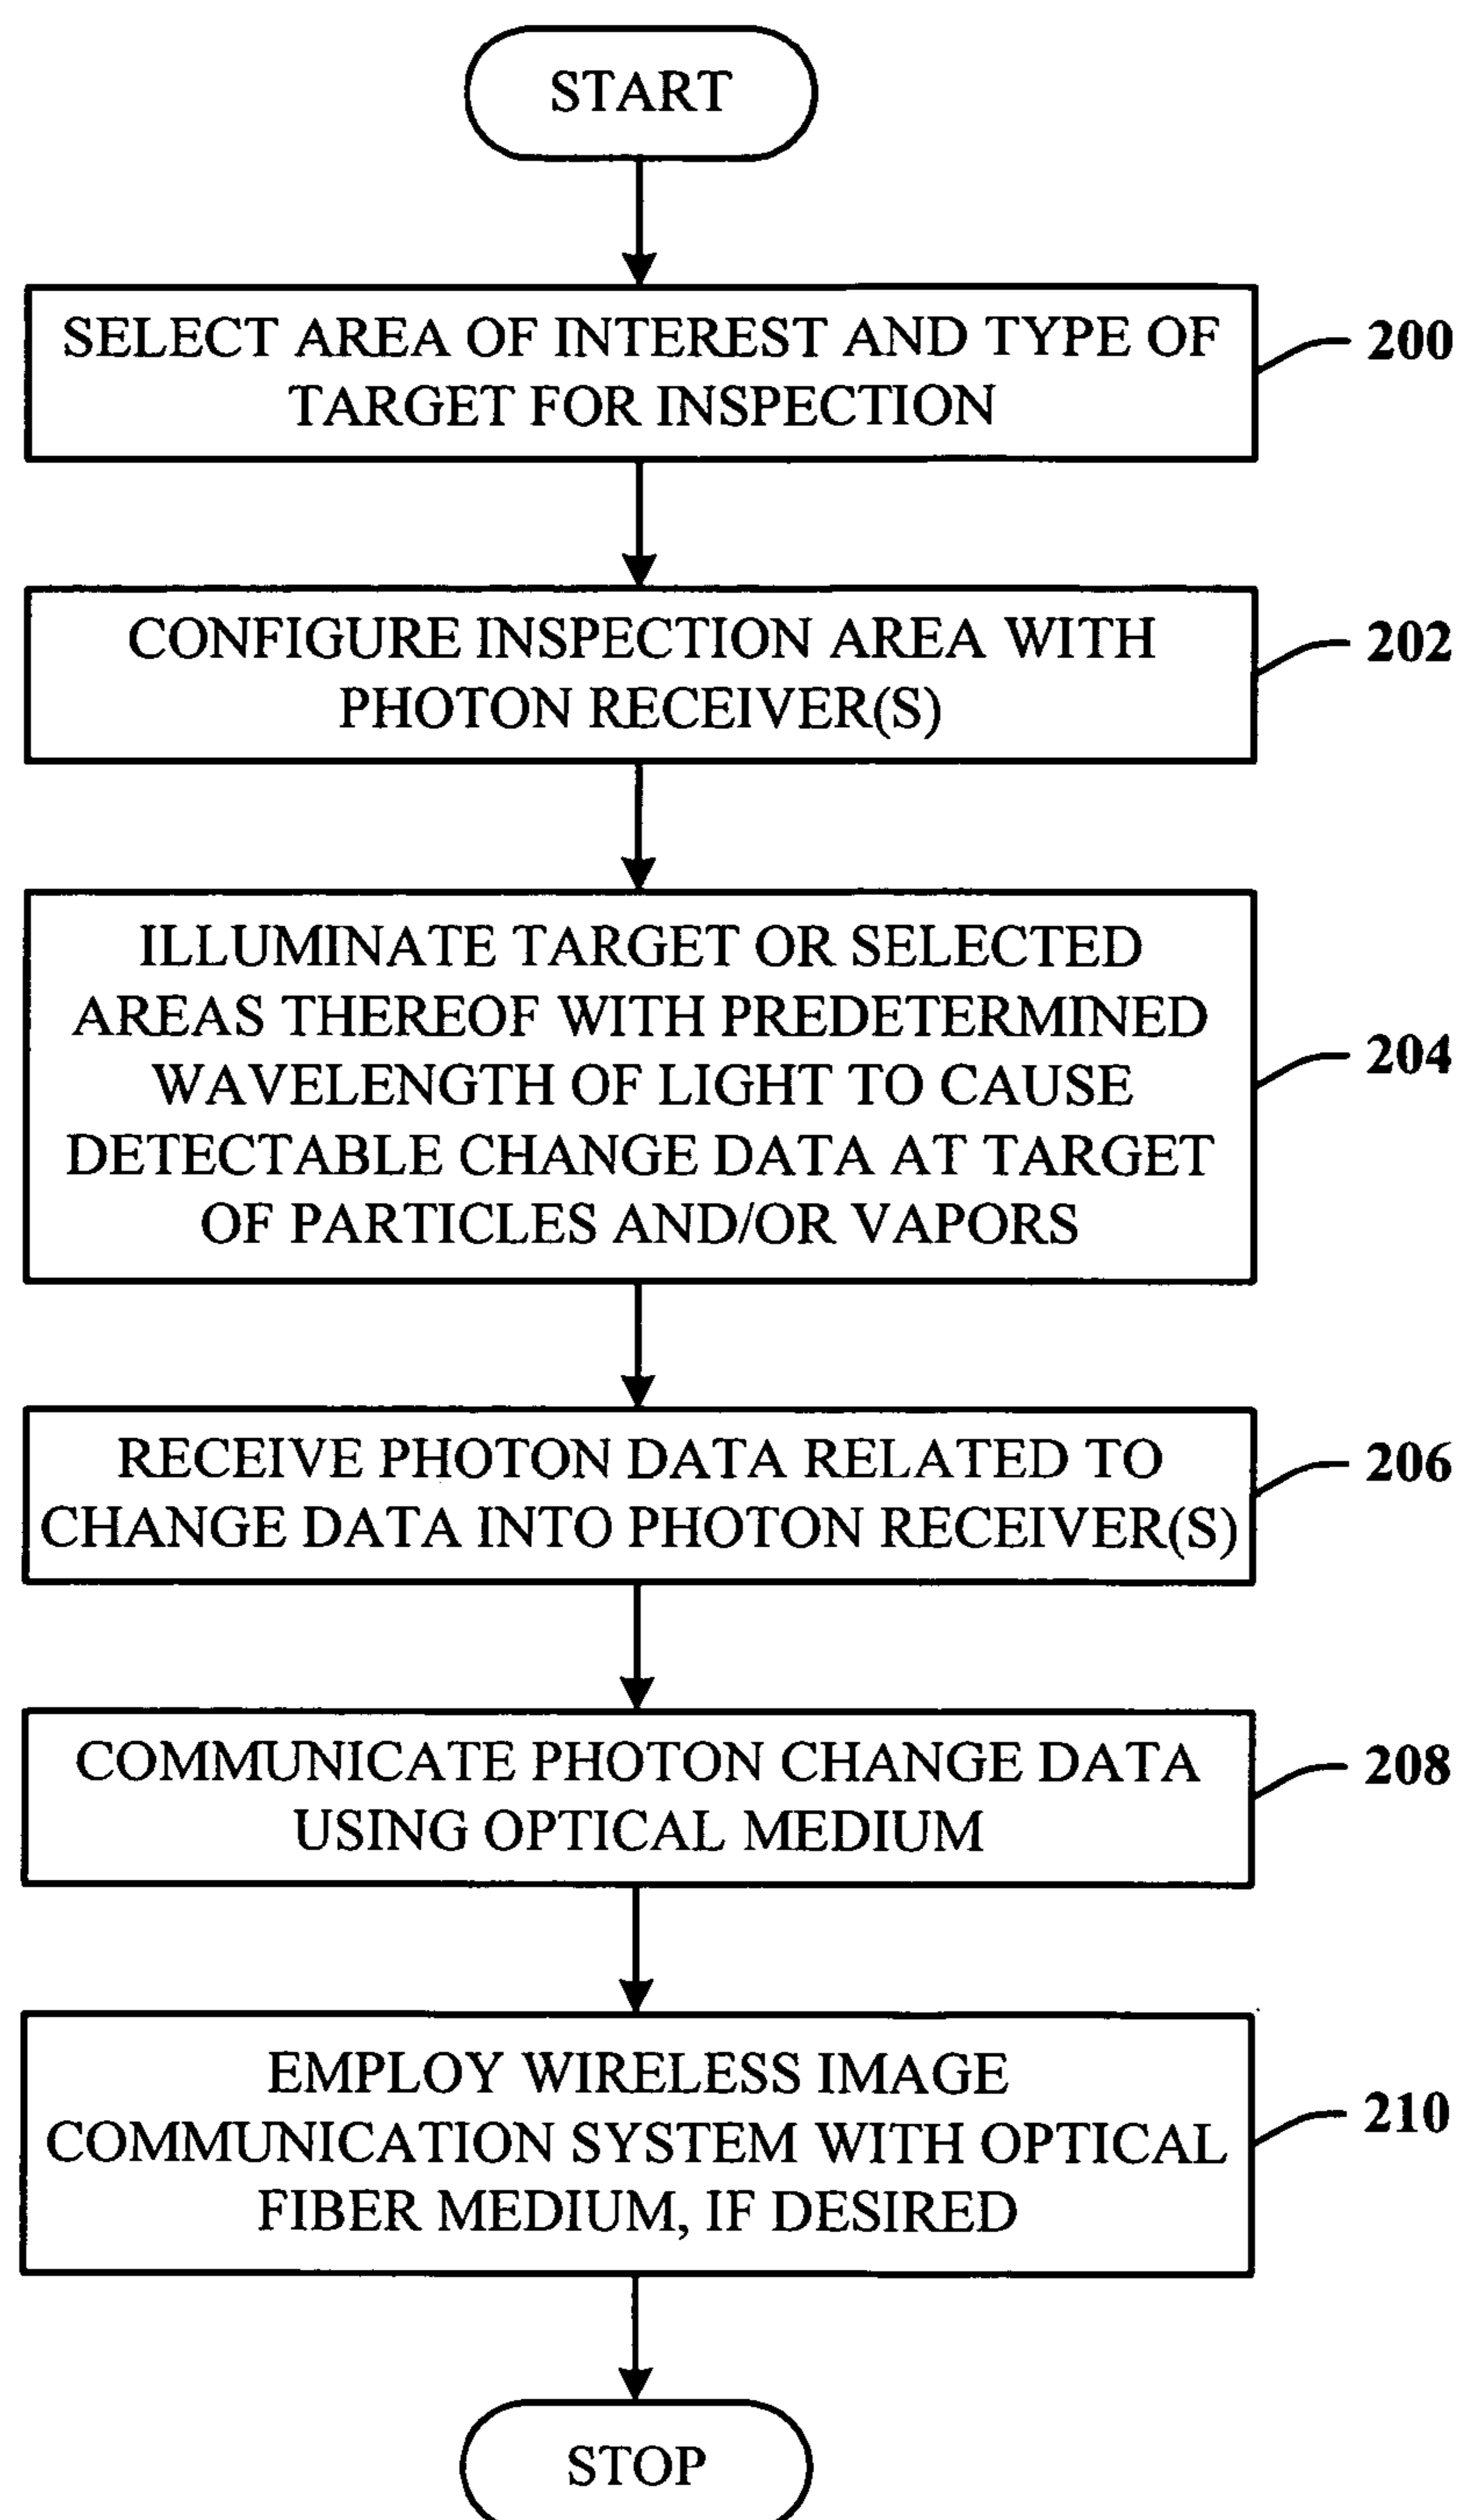 START
SELECT AREA OF INTEREST AND TYPE OF
TARGET FOR INSPECTION
200
CONFIGURE INSPECTION AREA WITH
PHOTON RECEIVER(S)
202
ILLUMINATE TARGET OR SELECTED
AREAS THEREOF WITH PREDETERMINED
WAVELENGTH OF LIGHT TO CAUSE
DETECTABLE CHANGE DATA AT TARGET
OF PARTICLES AND/OR VAPORS
204
RECEIVE PHOTON DATA RELATED TO
CHANGE DATA INTO PHOTON RECEIVER(S)
206
COMMUNICATE PHOTON CHANGE DATA
USING OPTICAL MEDIUM
208
EMPLOY WIRELESS IMAGE
COMMUNICATION SYSTEM WITH OPTICAL
FIBER MEDIUM, IF DESIRED
210
STOP